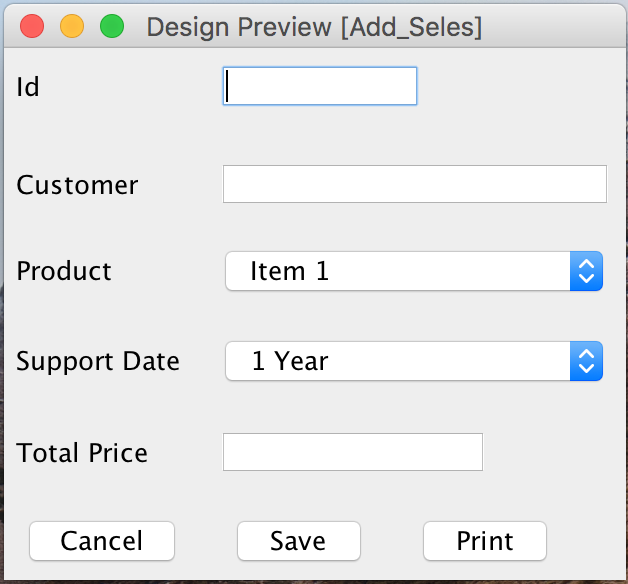 Design Preview [Add_Seles]
Id
Customer
Product Item 1
Support Date 1 Year
Total Price
Cancel Save Print